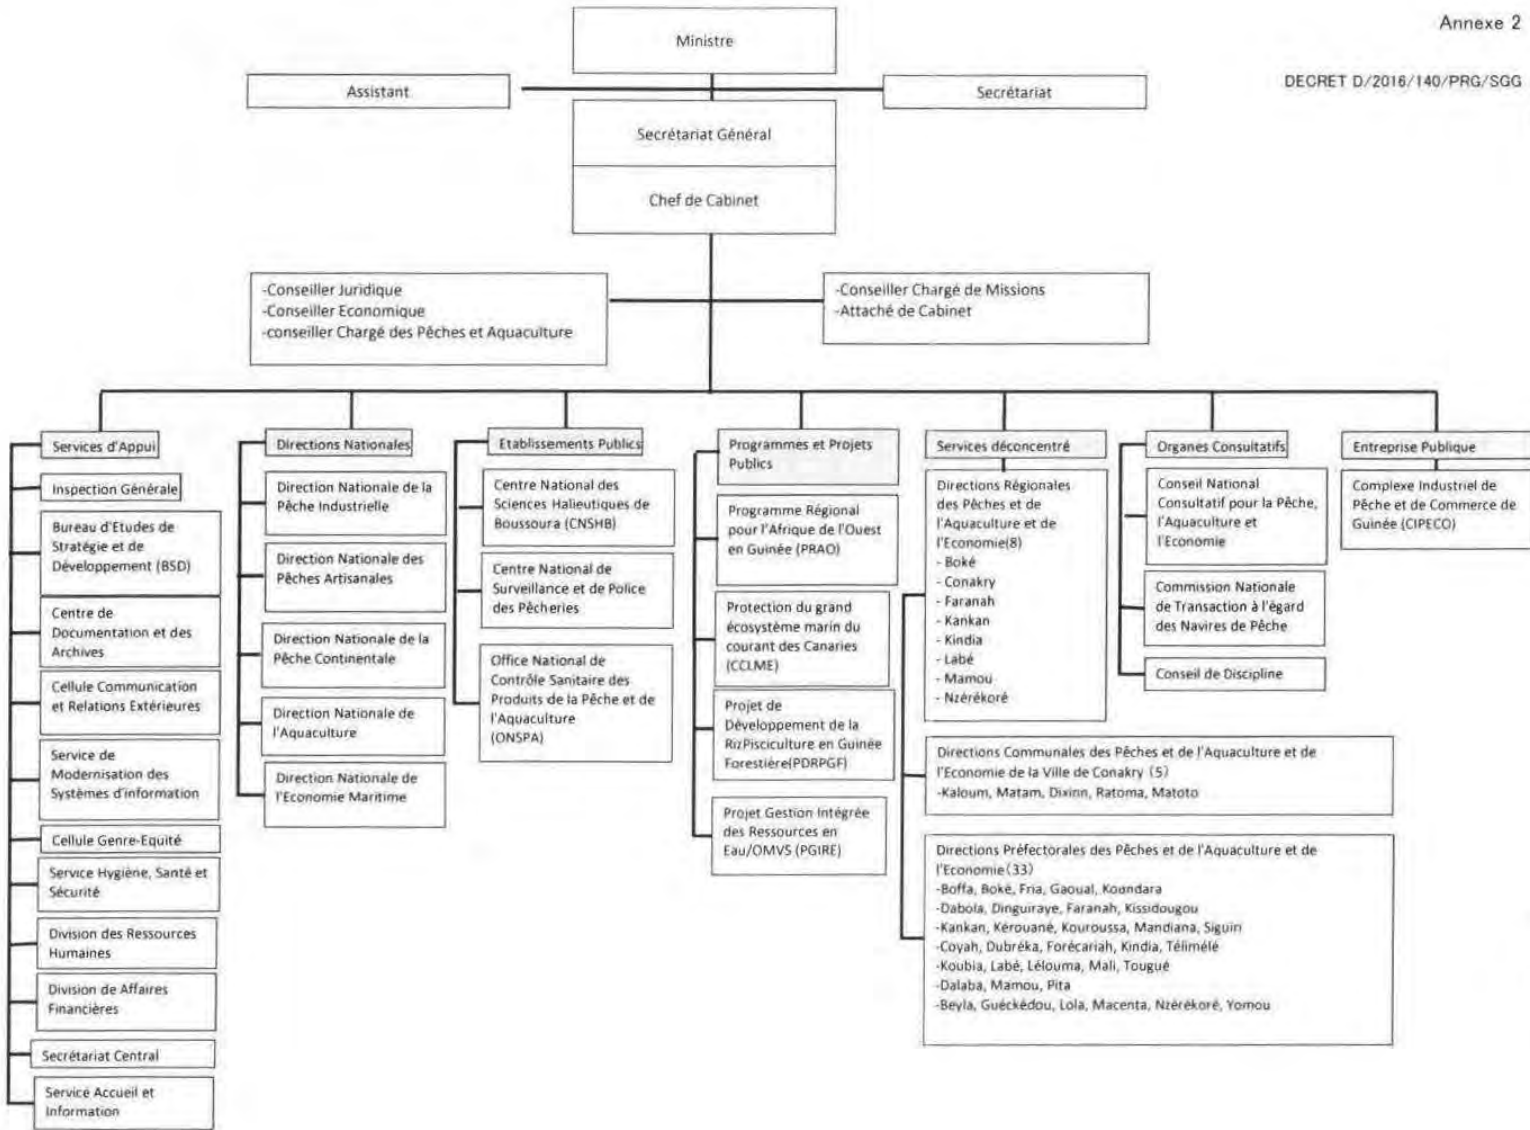 Annexe 2
DECRET D/2016/140/PRG/SGG
Ministre
Assistant
Secrétariat
Secrétariat Général
Chef de Cabinet
-Conseiller Juridique
-Conseiller Economique
-conseiller Chargé des Pêches et Aquaculture
-Conseiller Chargé de Missions
-Attaché de Cabinet
Services d'Appui
Inspection Générale
Bureau d'Etudes de
Stratégie et de
Développement (BSD)
Centre de
Documentation et des
Archives
Cellule Communication
et Relations Extérieures
Service de
Modernisation des
Systèmes d'information
Cellule Genre-Equité
Service Hygiène, Santé et
Sécurité
Division des Ressources
Humaines
Division de Affaires
Financières
Secrétariat Central
Service Accueil et
Information
Directions Nationales
Direction Nationale de la
Pêche Industrielle
Direction Nationale des
Pêches Artisanales
Direction Nationale de la
Pêche Continentale
Direction Nationale de
l'Aquaculture
Direction Nationale de
l'Economie Maritime
Etablissements Publics
Centre National des
Sciences Halieutiques de
Boussoura (CNSHB)
Centre National de
Surveillance et de Police
des Pêcheries
Office National de
Contrôle Sanitaire des
Produits de la Pêche et de
l'Aquaculture
(ONSPA)
Programmes et Projets
Publics
Programme Régional
pour l'Afrique de l'Ouest
en Guinée (PRAO)
Protection du grand
écosystème marin du
courant des Canaries
(CCLME)
Projet de
Développement de la
RizPisciculture en Guinée
Forestière(PDRPGF)
Projet Gestion Intégrée
des Ressources en
Eau/OMVS (PGIRE)
Services déconcentré
Directions Régionales
des Pêches et de
l'Aquaculture et de
l'Economie(8)
- Boké
- Conakry
- Faranah
- Kankan
- Kindia
- Labé
- Mamou
- Nzérékoré
Directions Communales des Pêches et de l'Aquaculture et de
l'Economie de la Ville de Conakry (5)
-Kaloum, Matam, Dixinn, Ratoma, Matoto
Directions Préfectorales des Pêches et de l'Aquaculture et de
l'Economie(33)
-Boffa, Boké, Fria, Gaoual, Koundara
-Dabola, Dinguiraye, Faranah, Kissidougou
-Kankan, Kérouané, Kouroussa, Mandiana, Siguiri
-Coyah, Dubréka, Forécariah, Kindia, Télimélé
-Koubia, Labé, Lélouma, Mali, Tougué
-Dalaba, Mamou, Pita
-Beyla, Guéckédou, Lola, Macenta, Nzérékoré, Yomou
Organes Consultatifs
Conseil National
Consultatif pour la Pêche,
l'Aquaculture et
l'Economie
Commission Nationale
de Transaction à l'égard
des Navires de Pêche
Conseil de Discipline
Entreprise Publique
Complexe Industriel de
Pêche et de Commerce de
Guinée (CIPECO)